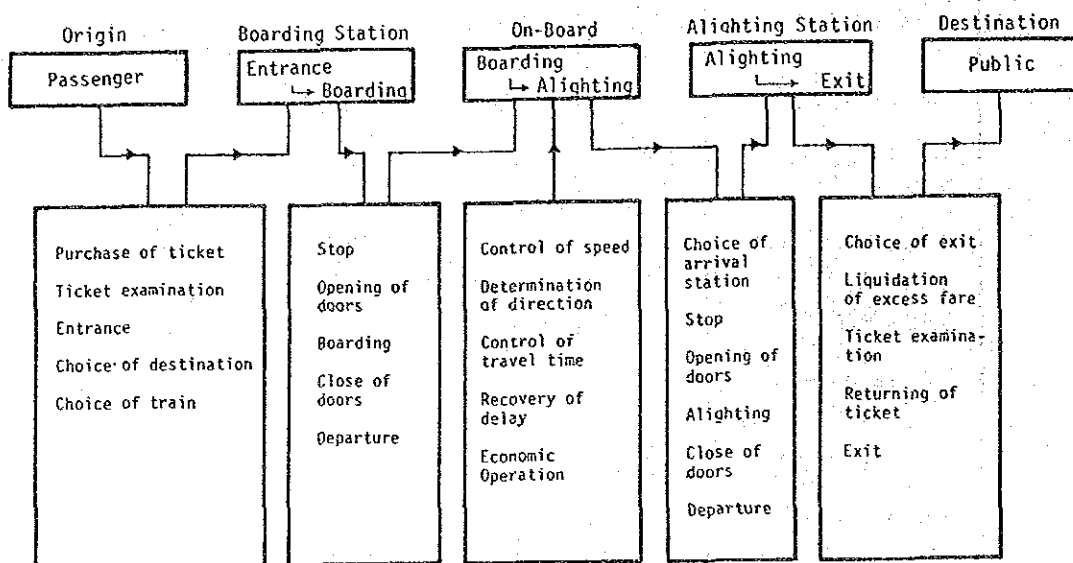 Origin
Boarding Station
On-Board
Alighting Station
Destination
Passenger
Entrance
↳ Boarding
Boarding
↳ Alighting
Alighting
↳ Exit
Public
Purchase of ticket
Ticket examination
Entrance
Choice of destination
Choice of train
Stop
Opening of
doors
Boarding
Close of
doors
Departure
Control of speed
Determination
of direction
Control of
travel time
Recovery of
delay
Economic
Operation
Choice of
arrival
station
Stop
Opening of
doors
Alighting
Close of
doors
Departure
Choice of exit
Liquidation
of excess fare
Ticket examina-
tion
Returning of
ticket
Exit